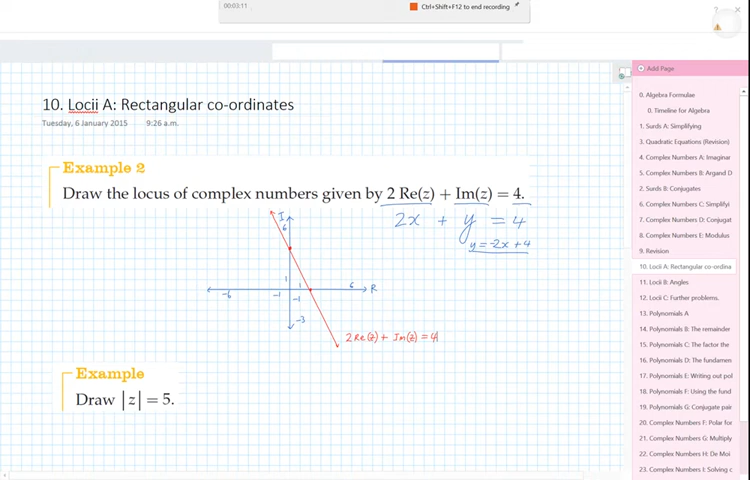 00:03:11
Ctrl+Shift+F12 to end recording
?
10. Locii A: Rectangular co-ordinates
Tuesday, 6 January 2015 9:26 a.m.
Example 2
Draw the locus of complex numbers given by 2 Re(z) + Im(z) = 4.
2x + y = 4
y = -2x + 4
I
6
1
1
-6
-1
-1
6
R
-3
2Re(z) + Im(z) = 4
Example
Draw |z| = 5.
Add Page
0. Algebra Formulae
0. Timeline for Algebra
1. Surds A: Simplifying
3. Quadratic Equations (Revision)
4. Complex Numbers A: Imaginar
5. Complex Numbers B: Argand D
2. Surds B: Conjugates
6. Complex Numbers C: Simplifyi
7. Complex Numbers D: Conjugat
8. Complex Numbers E: Modulus
9. Revision
10. Locii A: Rectangular co-ordina
11. Locii B: Angles
12. Locii C: Further problems.
13. Polynomials A
14. Polynomials B: The remainder
15. Polynomials C: The factor the
16. Polynomials D: The fundamen
17. Polynomials E: Writing out pol
18. Polynomials F: Using the fund
19. Polynomials G: Conjugate pair
20. Complex Numbers F: Polar for
21. Complex Numbers G: Multiply
22. Complex Numbers H: De Moi
23. Complex Numbers I: Solving c